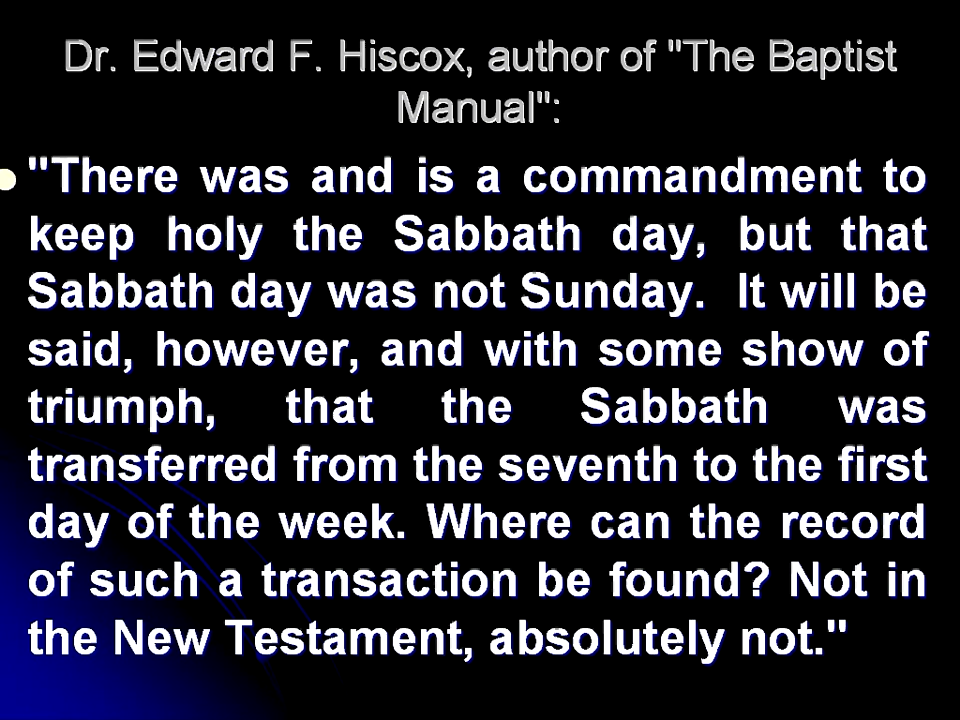 Dr. Edward F. Hiscox, author of "The Baptist
Manual":
"There was and is a commandment to
keep holy the Sabbath day, but that
Sabbath day was not Sunday.  It will be
said, however, and with some show of
triumph, that the Sabbath was
transferred from the seventh to the first
day of the week. Where can the record
of such a transaction be found? Not in
the New Testament, absolutely not."